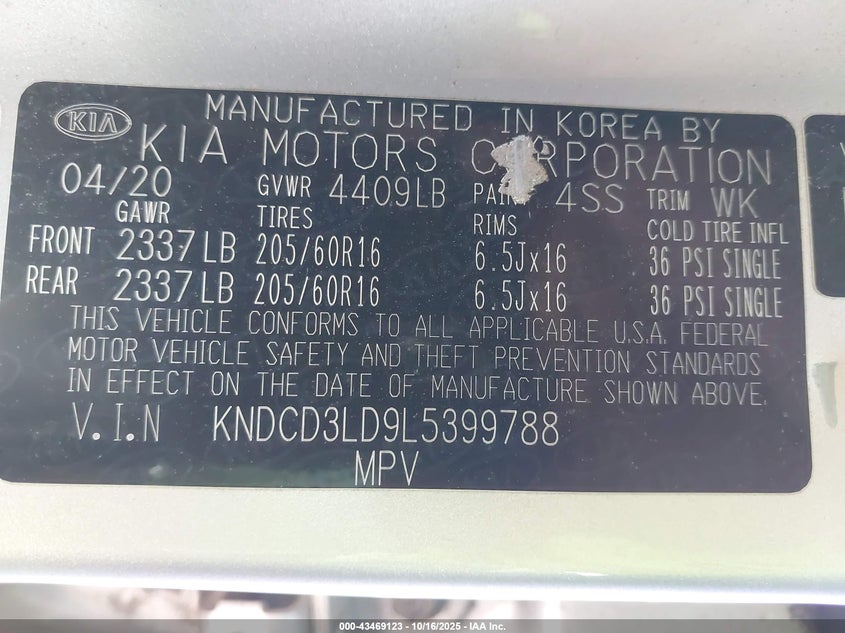 MANUFACTURED IN KOREA BY
KIA KIA MOTORS CORPORATION
04/20 GVWR 4409LB PAINT 4SS TRIM WK
GAWR TIRES RIMS COLD TIRE INFL
FRONT 2337LB 205/60R16 6.5Jx16 36 PSI SINGLE
REAR 2337LB 205/60R16 6.5Jx16 36 PSI SINGLE
THIS VEHICLE CONFORMS TO ALL APPLICABLE U.S.A. FEDERAL
MOTOR VEHICLE SAFETY AND THEFT PREVENTION STANDARDS
IN EFFECT ON THE DATE OF MANUFACTURE SHOWN ABOVE.
V.I.N KNDCD3LD9L5399788
MPV
000-43469123 - 10/16/2025 - IAA Inc.